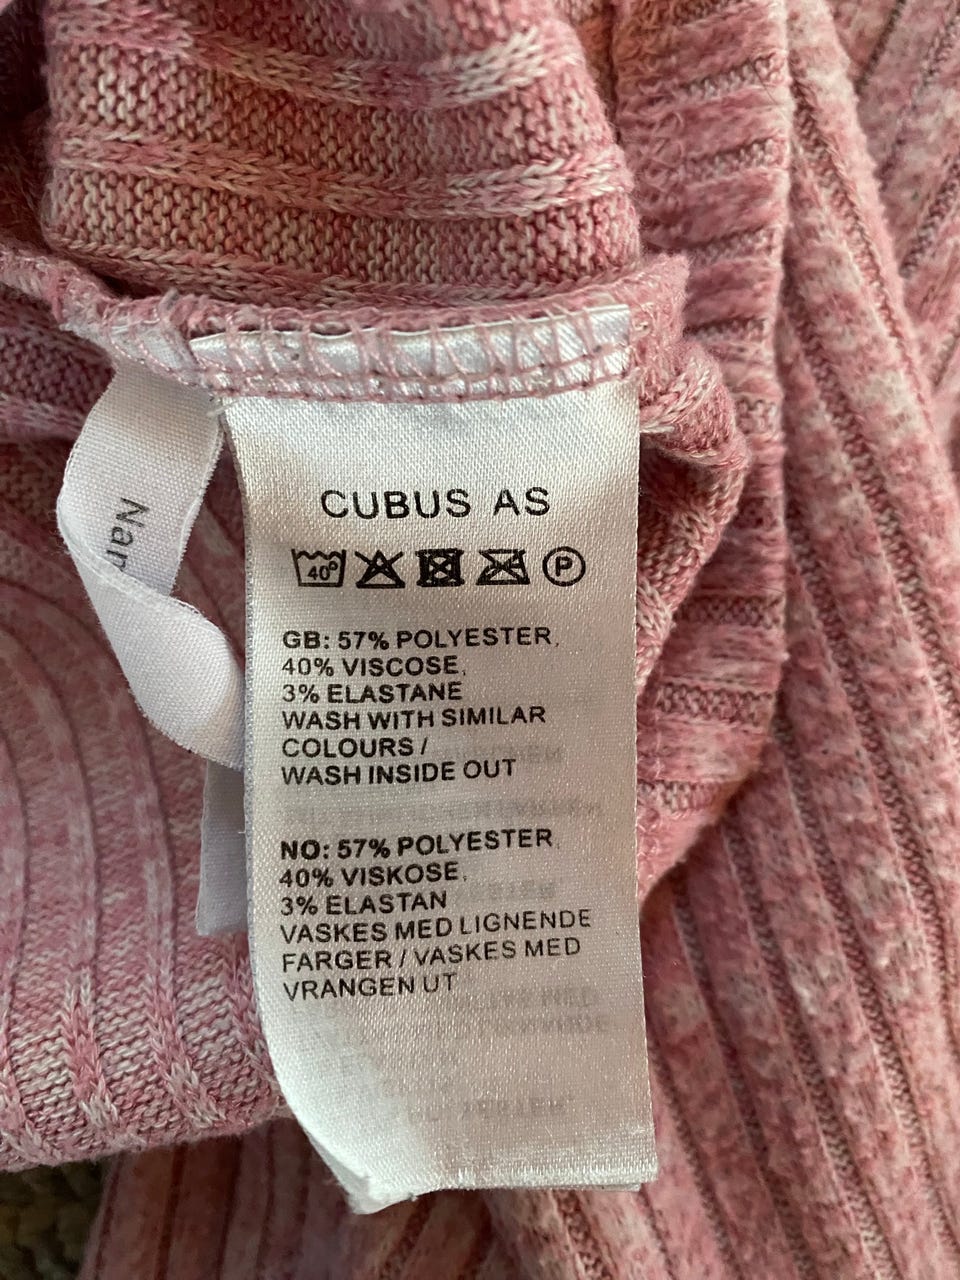 CUBUS AS
40°
P
GB: 57% POLYESTER,
40% VISCOSE,
3% ELASTANE
WASH WITH SIMILAR
COLOURS /
WASH INSIDE OUT
NO: 57% POLYESTER
40% VISKOSE,
3% ELASTAN
VASKES MED LIGNENDE
FARGER / VASKES MED
VRANGEN UT